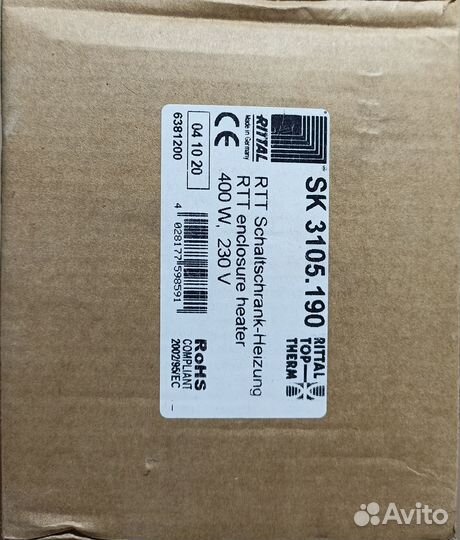 SK 3105.190
RITTAL
TOP
THERM
RITTAL
Made in Germany
RTT Schaltschrank-Heizung
RTT enclosure heater
400 W, 230 V
CE
04 10 20
6381200
4 028177 598591
RoHS
COMPLIANT
2002/95/EC
Avito